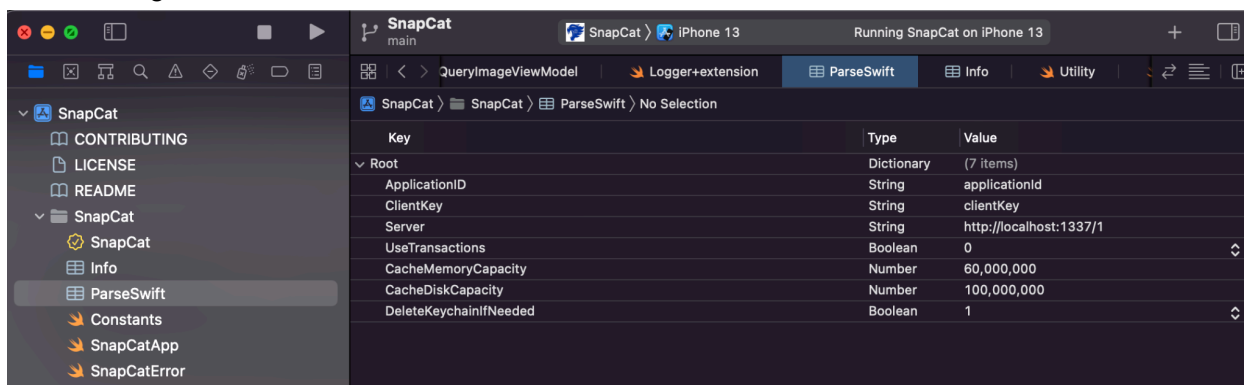 SnapCat
main
SnapCat 〉 iPhone 13
Running SnapCat on iPhone 13
QueryImageViewModel
Logger+extension
ParseSwift
Info
Utility
SnapCat 〉 SnapCat 〉 ParseSwift 〉 No Selection
SnapCat
CONTRIBUTING
LICENSE
README
SnapCat
SnapCat
Info
ParseSwift
Constants
SnapCatApp
SnapCatError
Key Type Value
Root Dictionary (7 items)
ApplicationID String applicationId
ClientKey String clientKey
Server String http://localhost:1337/1
UseTransactions Boolean 0
CacheMemoryCapacity Number 60,000,000
CacheDiskCapacity Number 100,000,000
DeleteKeychainIfNeeded Boolean 1